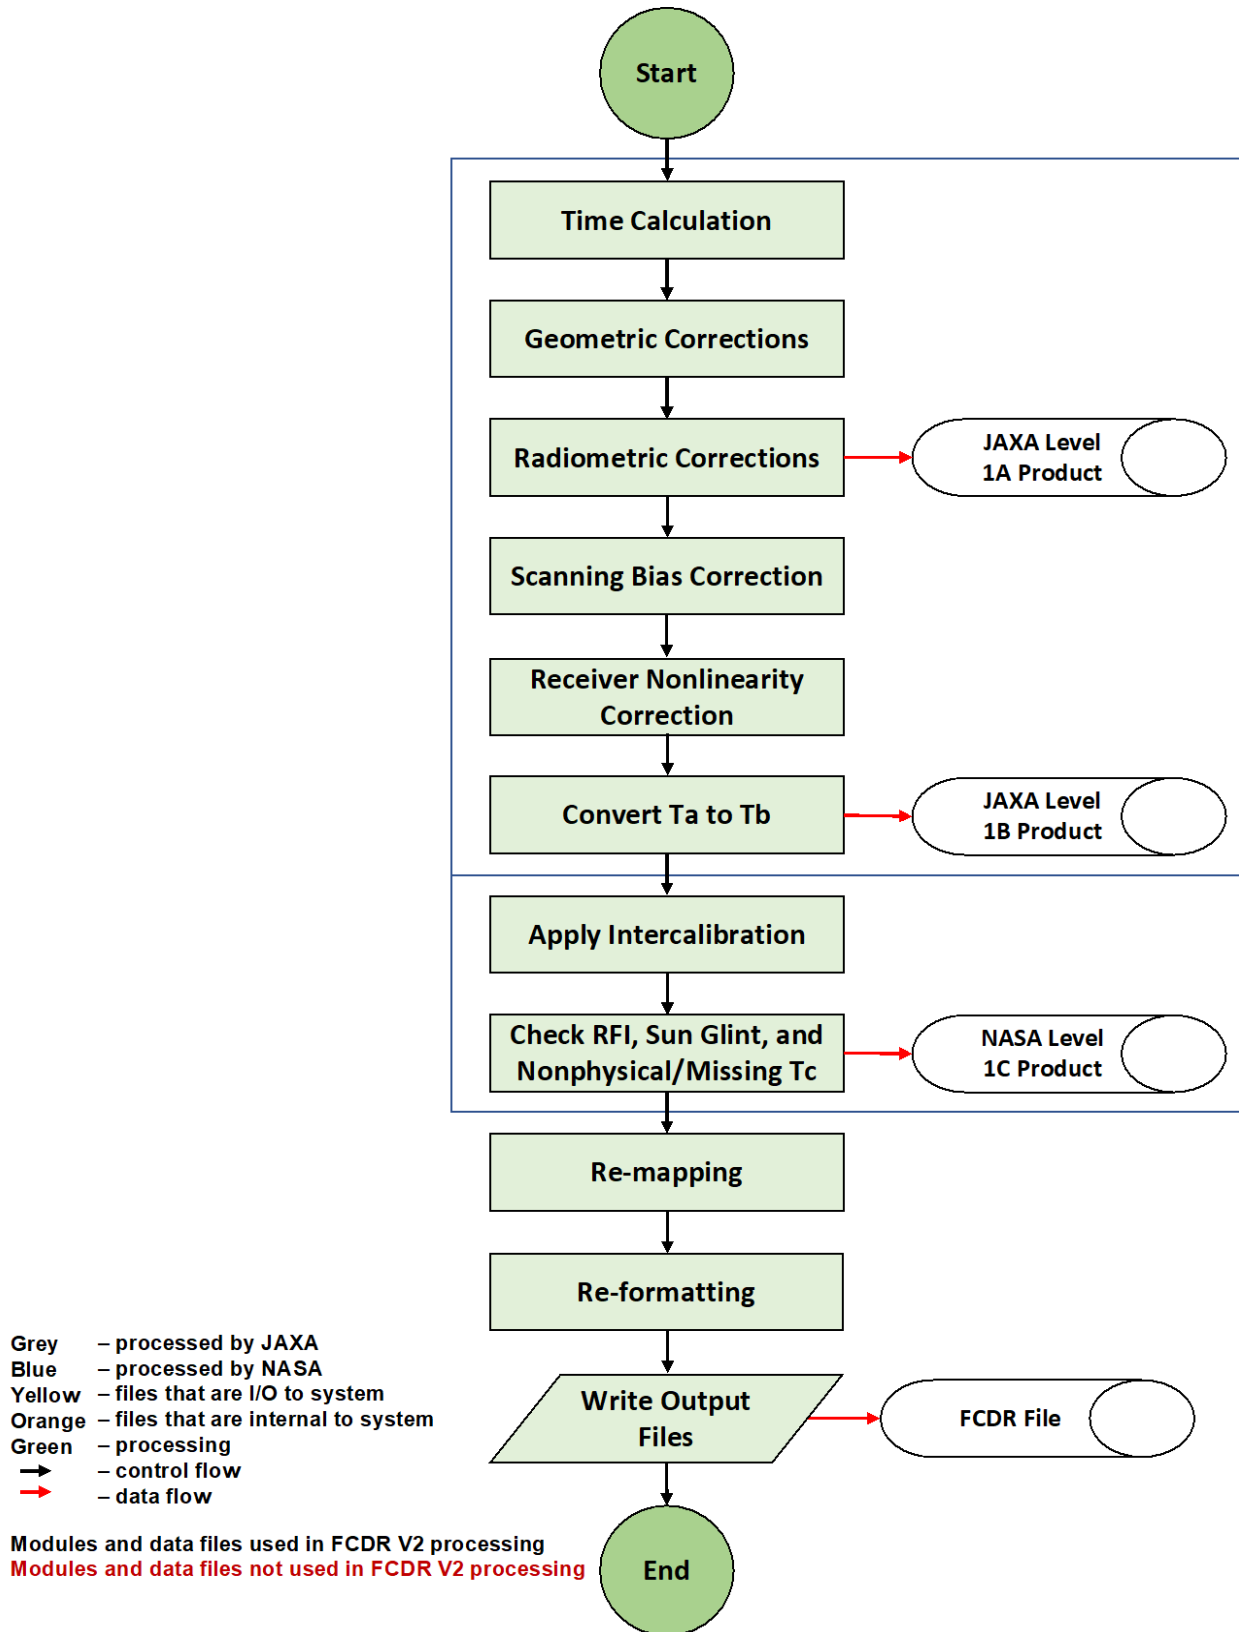 Start
Time Calculation
Geometric Corrections
Radiometric Corrections
JAXA Level
1A Product
Scanning Bias Correction
Receiver Nonlinearity
Correction
Convert Ta to Tb
JAXA Level
1B Product
Apply Intercalibration
Check RFI, Sun Glint, and
Nonphysical/Missing Tc
NASA Level
1C Product
Re-mapping
Re-formatting
Write Output
Files
FCDR File
End
Grey – processed by JAXA
Blue – processed by NASA
Yellow – files that are I/O to system
Orange – files that are internal to system
Green – processing
– control flow
– data flow
Modules and data files used in FCDR V2 processing
Modules and data files not used in FCDR V2 processing